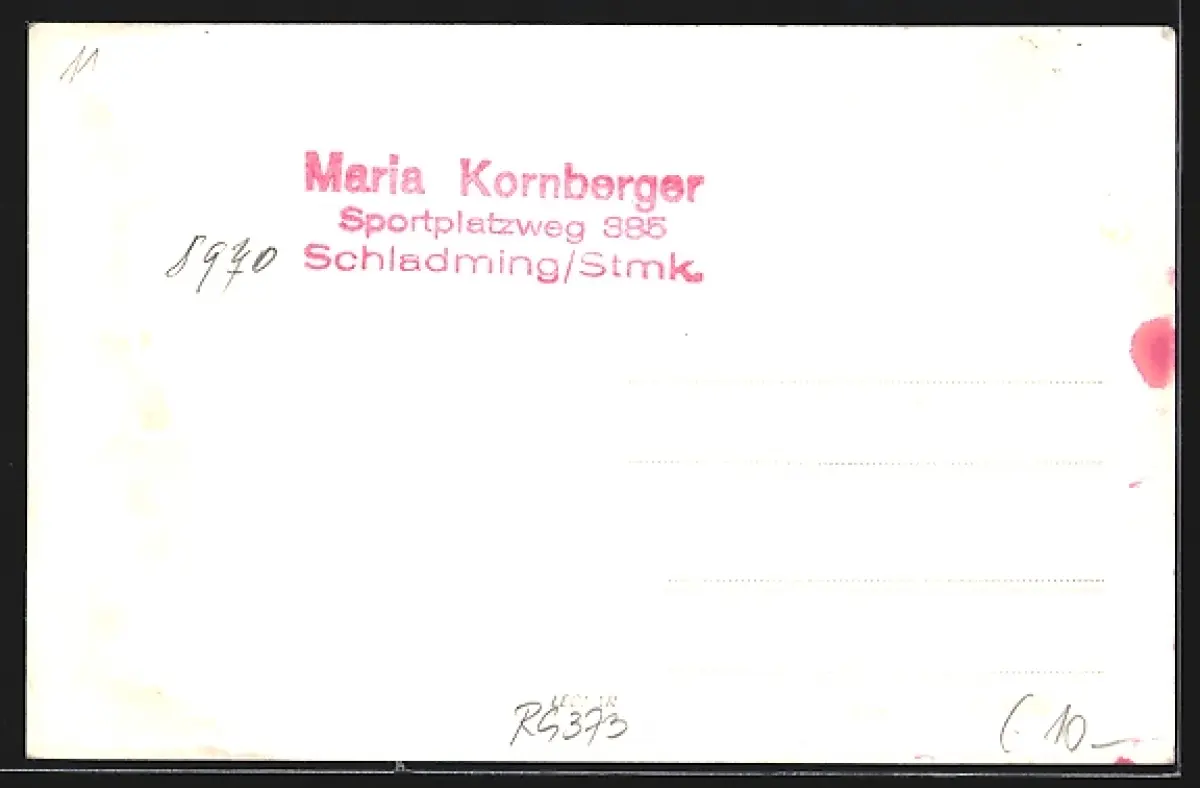 11
Maria Kornberger
Sportplatzweg 385
8970 Schladming/Stmk.
RG373
(10.-